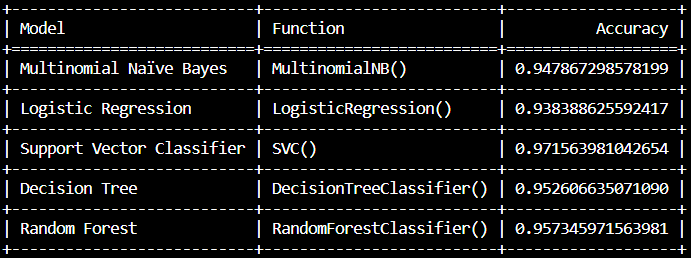 +--------------------------+--------------------------+-------------------+
| Model                    | Function                 |          Accuracy |
+==========================+==========================+===================+
| Multinomial Naïve Bayes  | MultinomialNB()          | 0.947867298578199 |
+--------------------------+--------------------------+-------------------+
| Logistic Regression      | LogisticRegression()     | 0.938388625592417 |
+--------------------------+--------------------------+-------------------+
| Support Vector Classifier | SVC()                    | 0.971563981042654 |
+--------------------------+--------------------------+-------------------+
| Decision Tree            | DecisionTreeClassifier() | 0.952606635071090 |
+--------------------------+--------------------------+-------------------+
| Random Forest            | RandomForestClassifier() | 0.957345971563981 |
+--------------------------+--------------------------+-------------------+